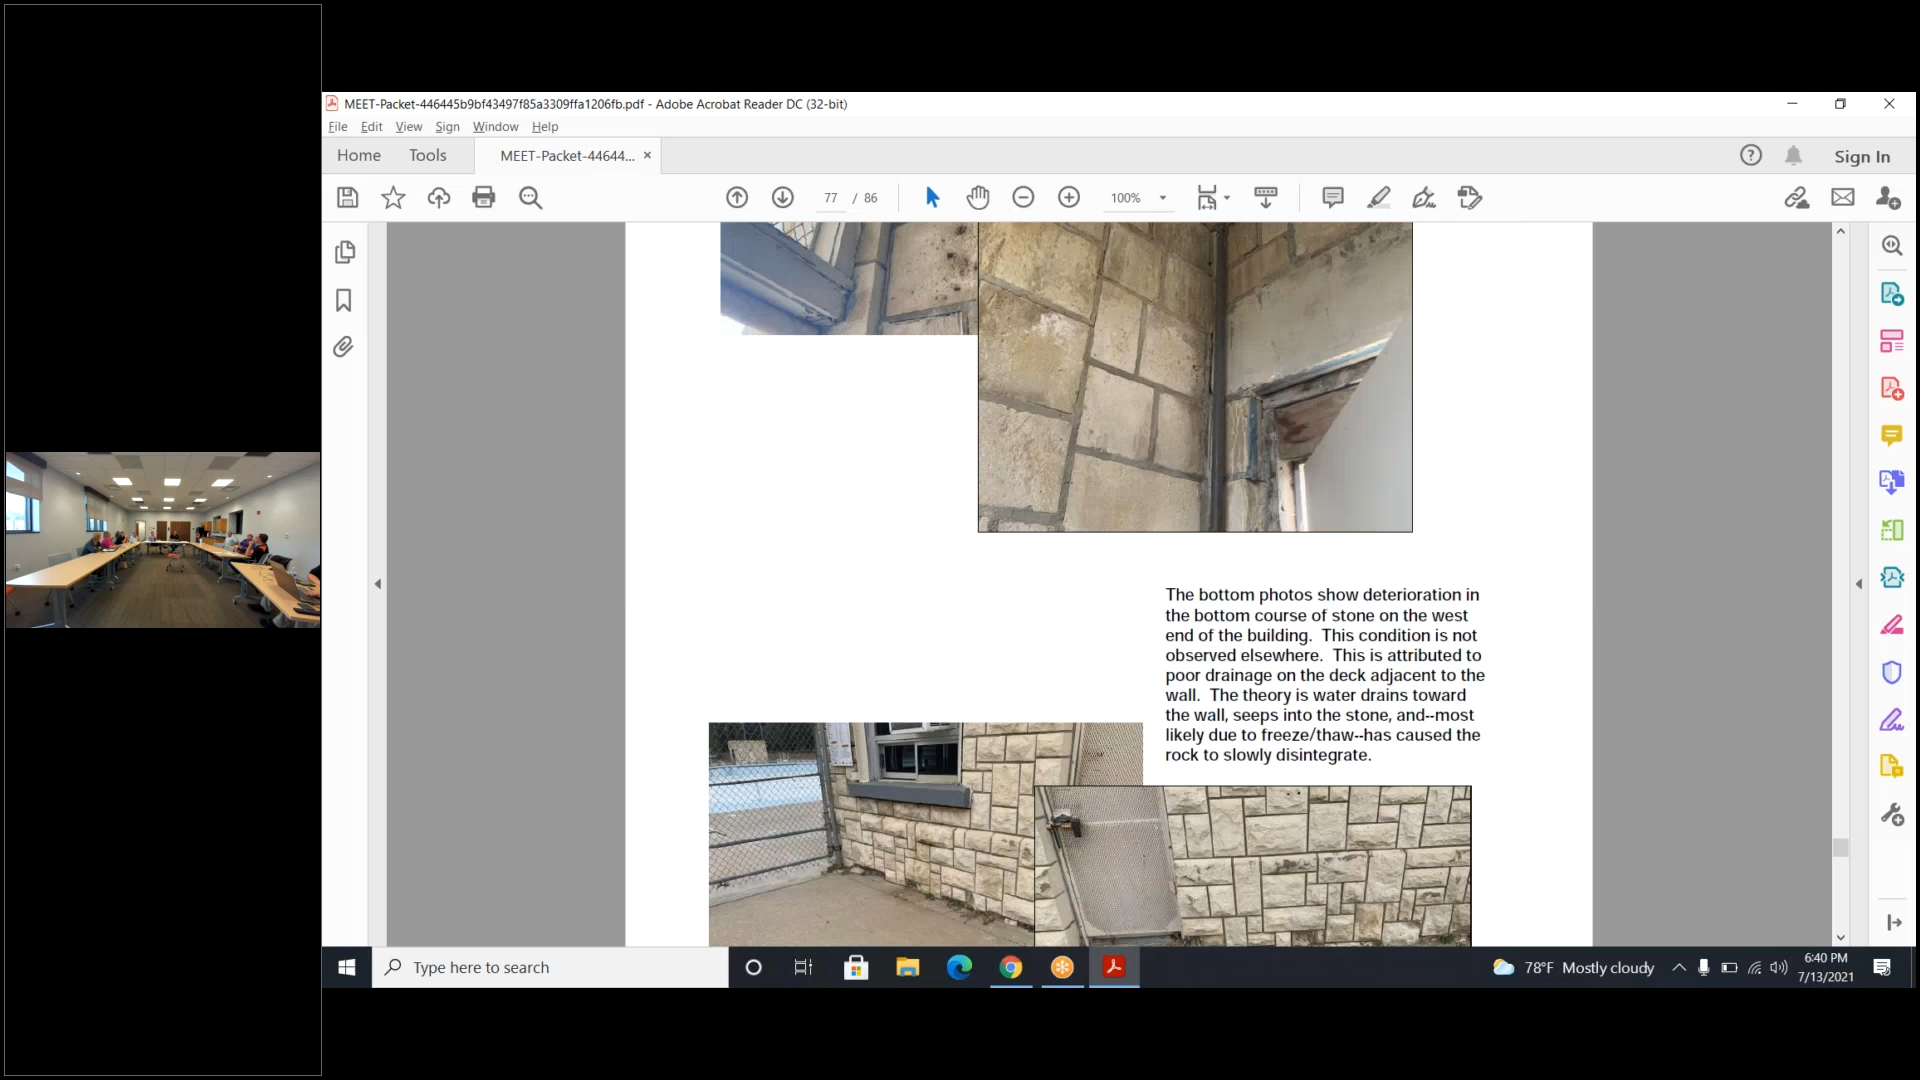 MEET-Packet-446445b9bf43497f85a3309ffa1206fb.pdf - Adobe Acrobat Reader DC (32-bit)
File Edit View Sign Window Help
Home Tools MEET-Packet-44644... × Sign In
77 / 86 100%
The bottom photos show deterioration in
the bottom course of stone on the west
end of the building. This condition is not
observed elsewhere. This is attributed to
poor drainage on the deck adjacent to the
wall. The theory is water drains toward
the wall, seeps into the stone, and--most
likely due to freeze/thaw--has caused the
rock to slowly disintegrate.
Type here to search
78°F Mostly cloudy
6:40 PM
7/13/2021